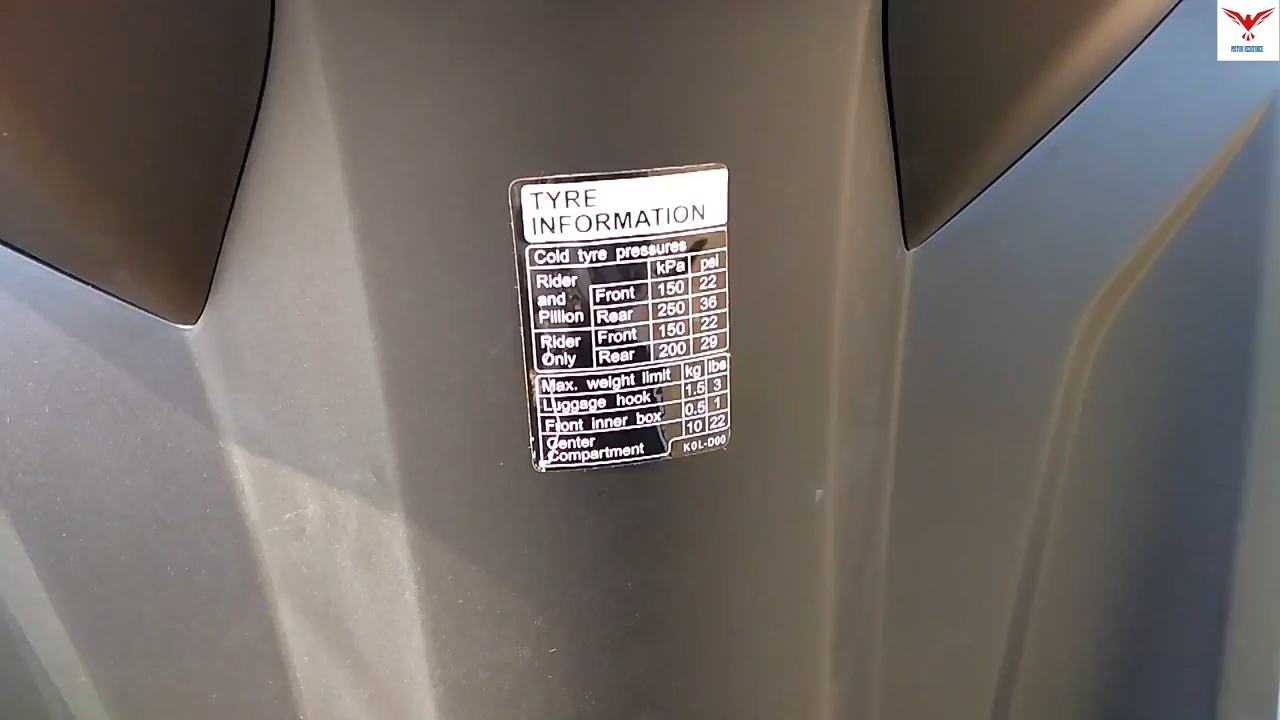 TYRE
INFORMATION
Cold tyre pressures
kPa psi
Rider and Pillion Front 150 22
Rear 250 36
Rider Only Front 150 22
Rear 200 29
Max. weight limit kg lbs
Luggage hook 1.5 3
Front inner box 0.5 1
Center Compartment 10 22
K0L-D00
MOTOR REDEFINED